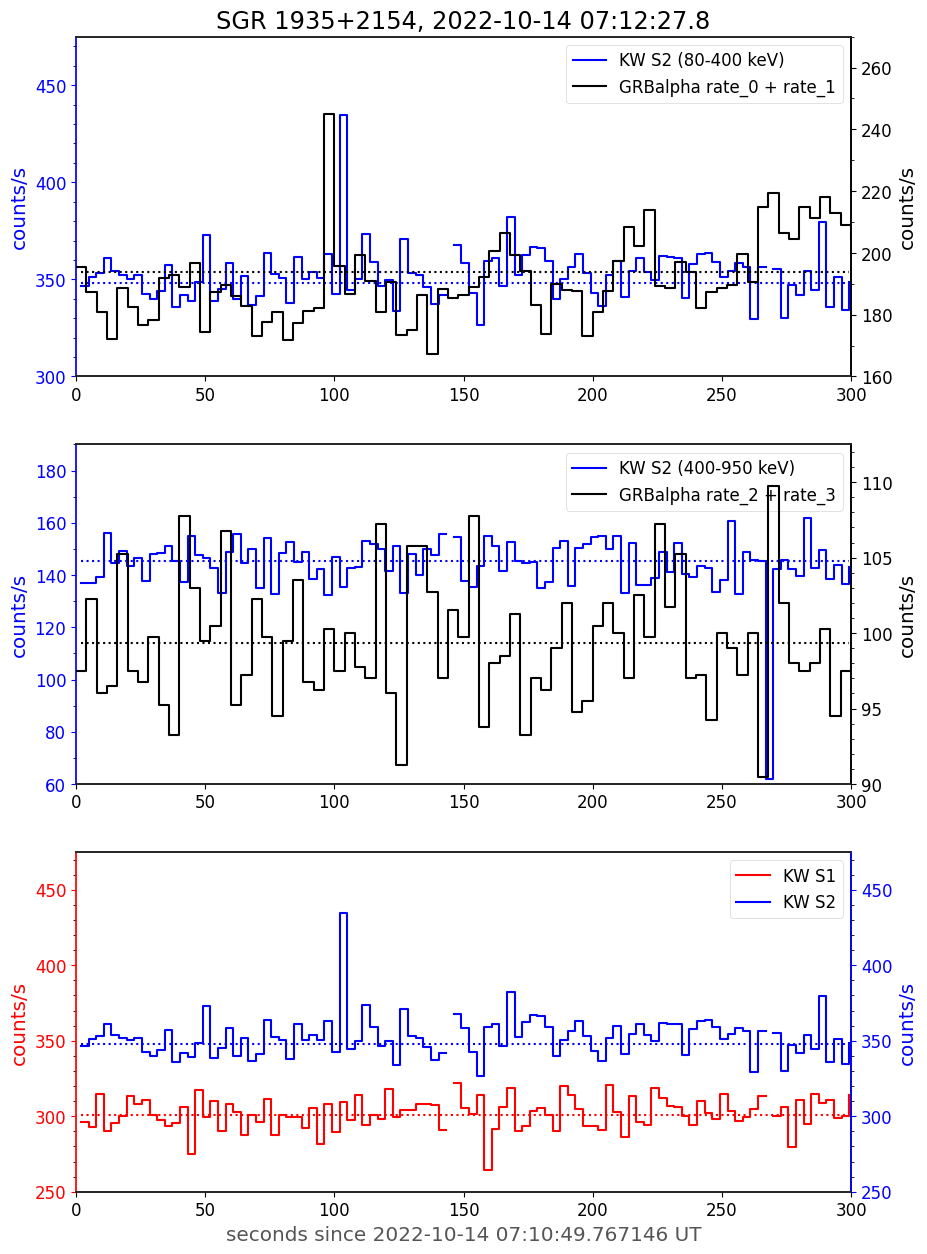 SGR 1935+2154, 2022-10-14 07:12:27.8
KW S2 (80-400 keV)
GRBalpha rate_0 + rate_1
counts/s
450
400
350
300
counts/s
260
240
220
200
180
160
0 50 100 150 200 250 300
KW S2 (400-950 keV)
GRBalpha rate_2 + rate_3
counts/s
180
160
140
120
100
80
60
counts/s
110
105
100
95
90
0 50 100 150 200 250 300
KW S1
KW S2
counts/s
450
400
350
300
250
counts/s
450
400
350
300
250
0 50 100 150 200 250 300
seconds since 2022-10-14 07:10:49.767146 UT